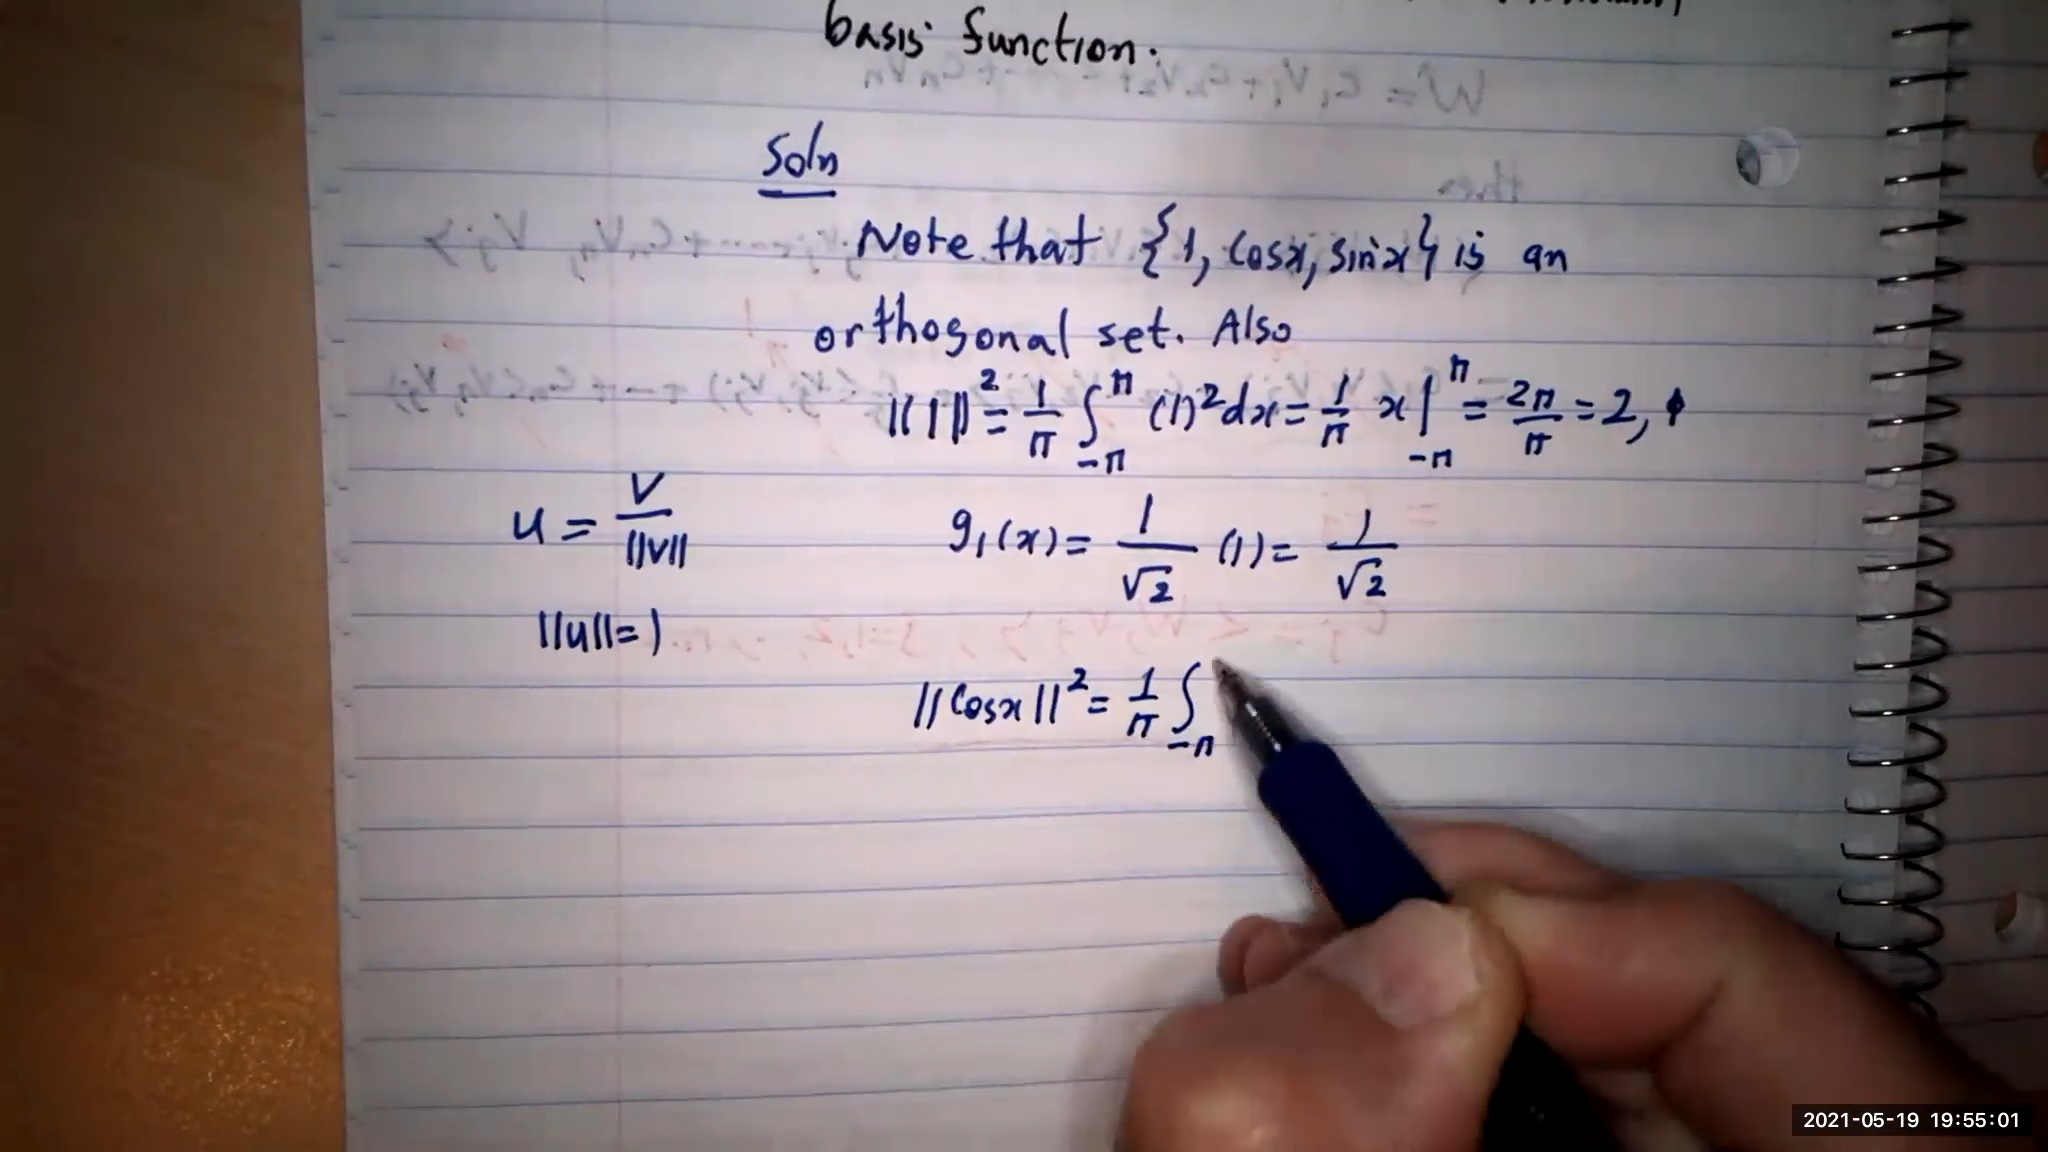 basis function.
Soln
Note that {1, cosx, sinx} is an
orthogonal set. Also
||1||² = 1/π ∫_{-π}^{π} (1)² dx = 1/π x |_{-π}^{π} = 2π/π = 2,
u = v/||v||
g₁(x) = 1/√2 (1) = 1/√2
||u|| = 1
||cosx||² = 1/π ∫_{-π}
2021-05-19 19:55:01